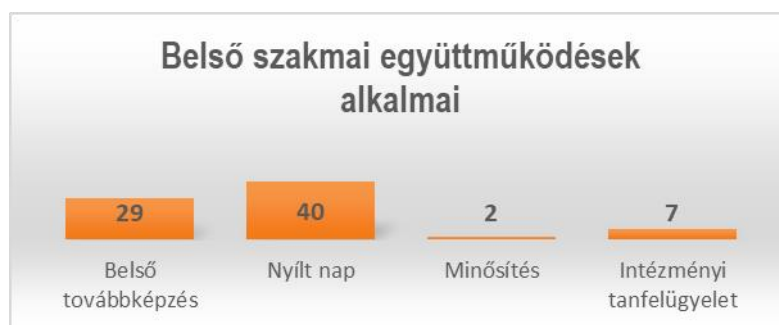 Belső szakmai együttműködések
alkalmai
29
40
2
7
Belső
továbbképzés
Nyílt nap
Minősítés
Intézményi
tanfelügyelet